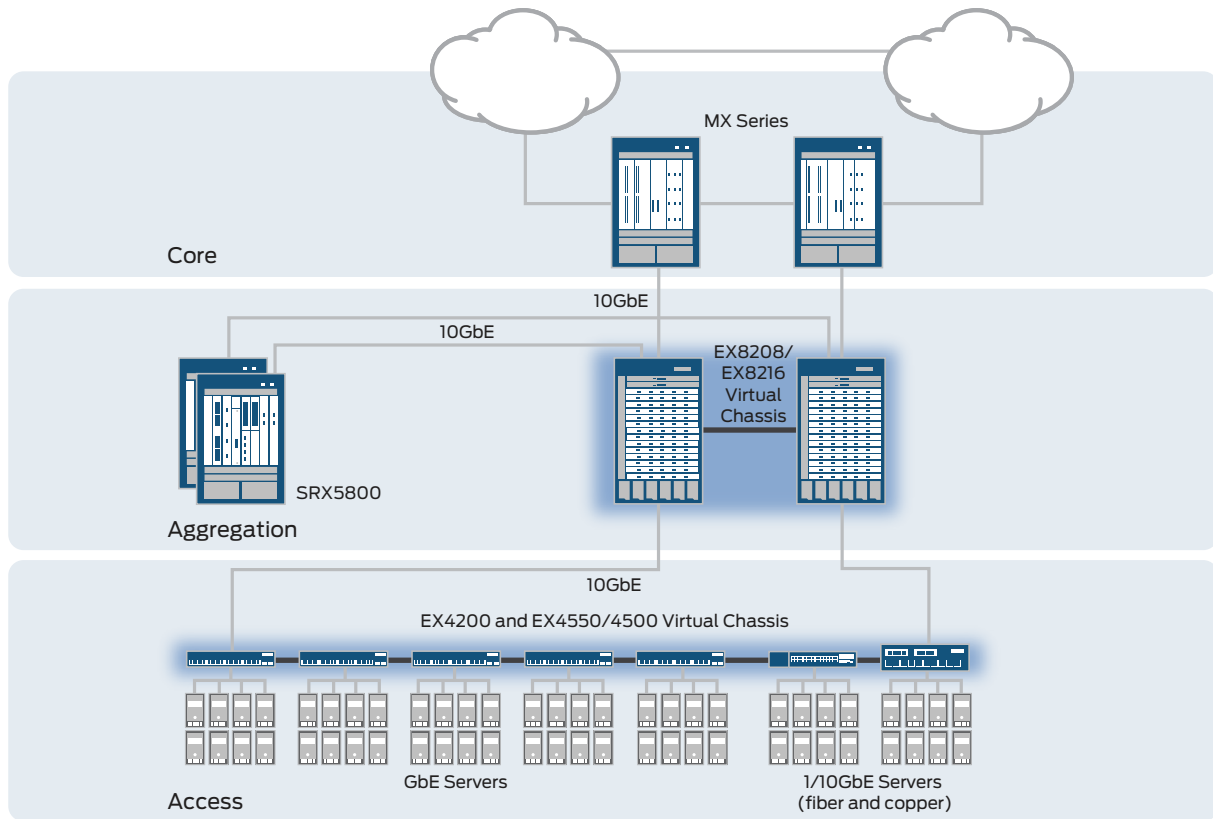 MX Series
Core
10GbE
10GbE
EX8208/
EX8216
Virtual
Chassis
SRX5800
Aggregation
10GbE
EX4200 and EX4550/4500 Virtual Chassis
GbE Servers
1/10GbE Servers
(fiber and copper)
Access